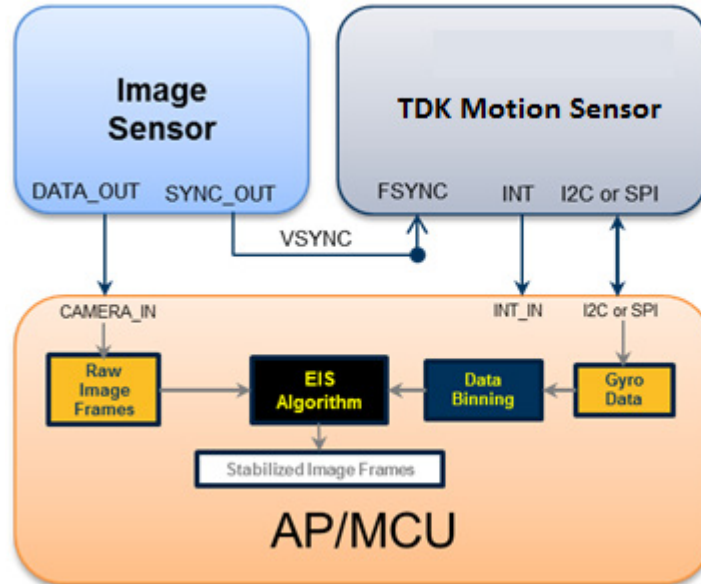 Image
Sensor
TDK Motion Sensor
DATA_OUT
SYNC_OUT
FSYNC
INT
I2C or SPI
VSYNC
CAMERA_IN
INT_IN
I2C or SPI
Raw
Image
Frames
EIS
Algorithm
Data
Binning
Gyro
Data
Stabilized Image Frames
AP/MCU